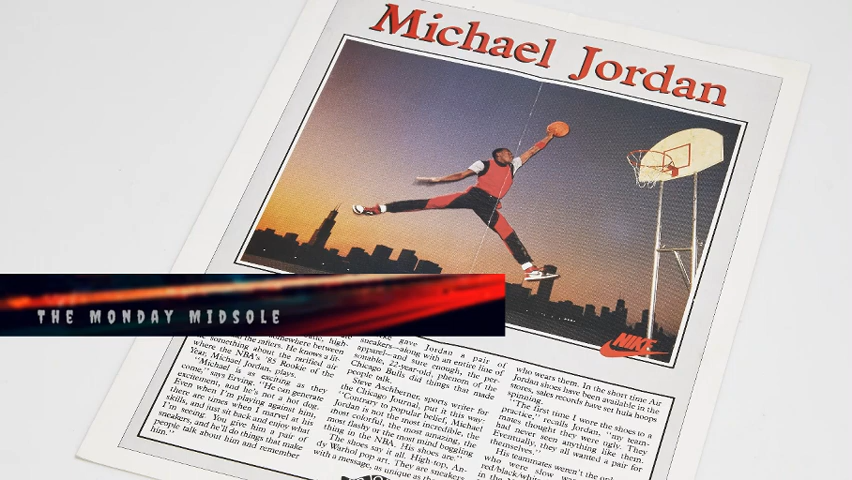 Michael Jordan
NIKE
THE MONDAY MIDSOLE
somewhere between
the rafters. He knows a lit-
something about the rarified air
where the NBA's '85 Rookie of the
Year, Michael Jordan, plays.
"Michael is as exciting as they
come," says Erving. "He can generate
excitement, and he's not a hot dog.
Even when I'm playing against him,
there are times when I marvel at his
skills, and just sit back and enjoy what
I'm seeing. You give him a pair of
sneakers, and he'll do things that make
people talk about him and remember
him."
gave Jordan a pair of
sneakers—along with an entire line of
apparel—and sure enough, the per-
sonable, 22-year-old, phenom of the
Chicago Bulls did things that made
people talk.
Steve Aschberner, sports writer for
the Chicago Journal, put it this way:
"Contrary to popular belief, Michael
Jordan is not the most incredible, the
most colorful, the most amazing, the
most flashy or the most mind boggling
thing in the NBA. His shoes are."
The shoes say it all. High-top, An-
dy Warhol pop art. They are sneakers
with a message, as unique as the
who wears them. In the short time Air
Jordan shoes have been available in the
stores, sales records have set hula hoops
spinning.
"The first time I wore the shoes to a
practice," recalls Jordan, "my team-
mates thought they were ugly. They
had never seen anything like them.
Eventually, they all wanted a pair for
themselves."
His teammates weren't the only
who were slow
red/black/white
in the N